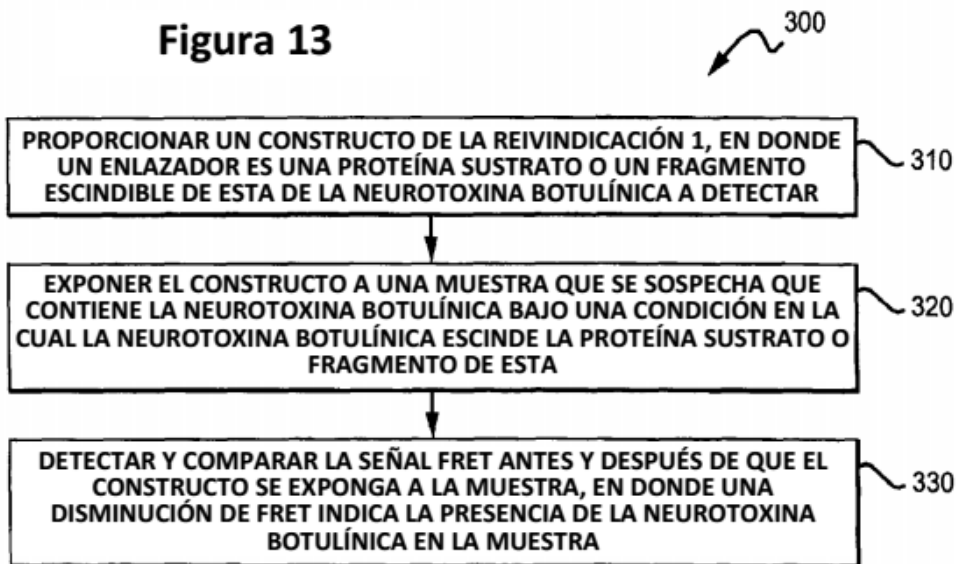 Figura 13
300
PROPORCIONAR UN CONSTRUCTO DE LA REIVINDICACIÓN 1, EN DONDE
UN ENLAZADOR ES UNA PROTEÍNA SUSTRATO O UN FRAGMENTO
ESCINDIBLE DE ESTA DE LA NEUROTOXINA BOTULÍNICA A DETECTAR
310
EXPONER EL CONSTRUCTO A UNA MUESTRA QUE SE SOSPECHA QUE
CONTIENE LA NEUROTOXINA BOTULÍNICA BAJO UNA CONDICIÓN EN LA
CUAL LA NEUROTOXINA BOTULÍNICA ESCINDE LA PROTEÍNA SUSTRATO O
FRAGMENTO DE ESTA
320
DETECTAR Y COMPARAR LA SEÑAL FRET ANTES Y DESPUÉS DE QUE EL
CONSTRUCTO SE EXPONGA A LA MUESTRA, EN DONDE UNA
DISMINUCIÓN DE FRET INDICA LA PRESENCIA DE LA NEUROTOXINA
BOTULÍNICA EN LA MUESTRA
330